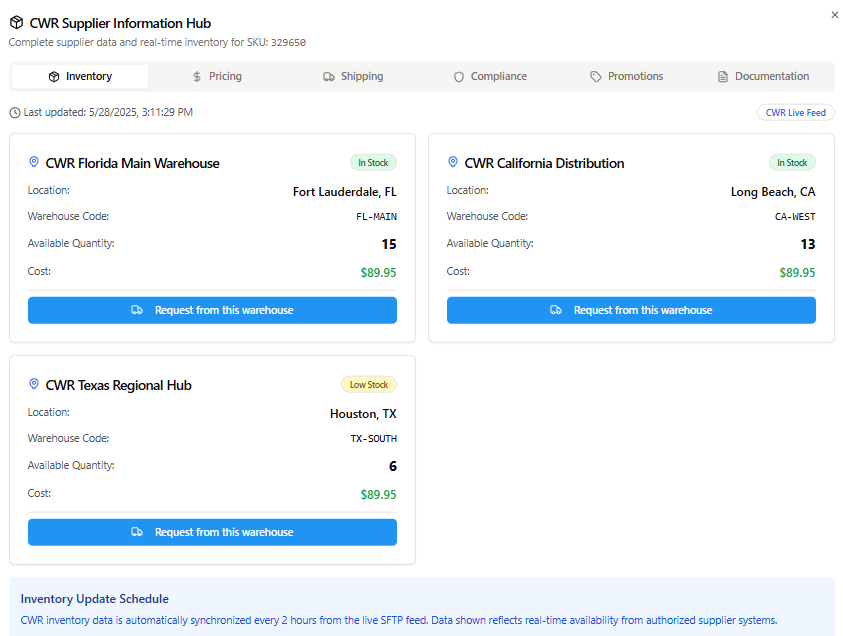 CWR Supplier Information Hub
Complete supplier data and real-time inventory for SKU: 329650
Inventory
Pricing
Shipping
Compliance
Promotions
Documentation
Last updated: 5/28/2025, 3:11:29 PM
CWR Live Feed
CWR Florida Main Warehouse
In Stock
Location:
Fort Lauderdale, FL
Warehouse Code:
FL-MAIN
Available Quantity:
15
Cost:
$89.95
Request from this warehouse
CWR California Distribution
In Stock
Location:
Long Beach, CA
Warehouse Code:
CA-WEST
Available Quantity:
13
Cost:
$89.95
Request from this warehouse
CWR Texas Regional Hub
Low Stock
Location:
Houston, TX
Warehouse Code:
TX-SOUTH
Available Quantity:
6
Cost:
$89.95
Request from this warehouse
Inventory Update Schedule
CWR inventory data is automatically synchronized every 2 hours from the live SFTP feed. Data shown reflects real-time availability from authorized supplier systems.